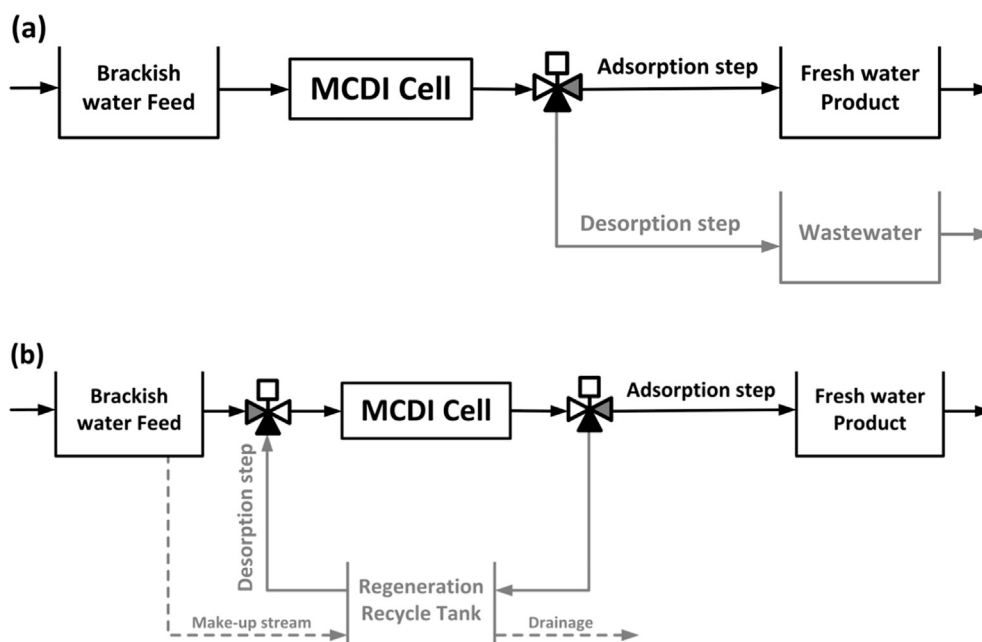 (a)
Brackish
water Feed
MCDI Cell
Adsorption step
Fresh water
Product
Desorption step
Wastewater
(b)
Brackish
water Feed
MCDI Cell
Adsorption step
Fresh water
Product
Desorption step
Regeneration
Recycle Tank
Make-up stream
Drainage